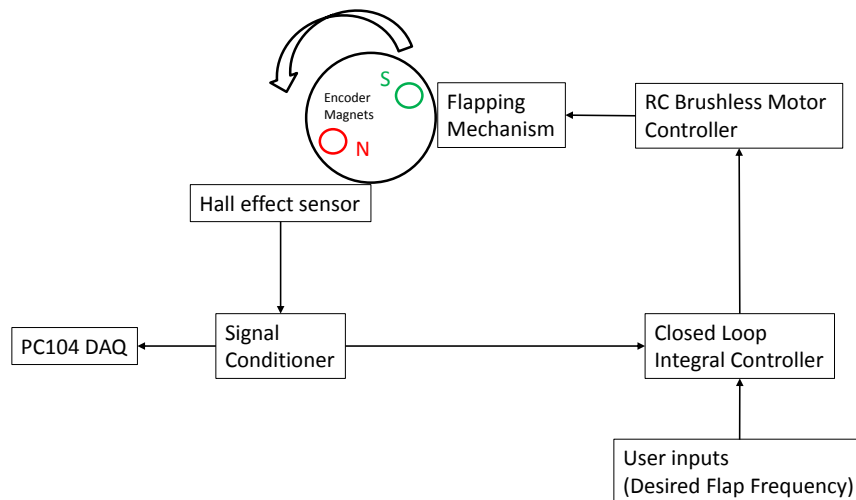 S
Encoder
Magnets
N
Flapping
Mechanism
RC Brushless Motor
Controller
Hall effect sensor
PC104 DAQ
Signal
Conditioner
Closed Loop
Integral Controller
User inputs
(Desired Flap Frequency)